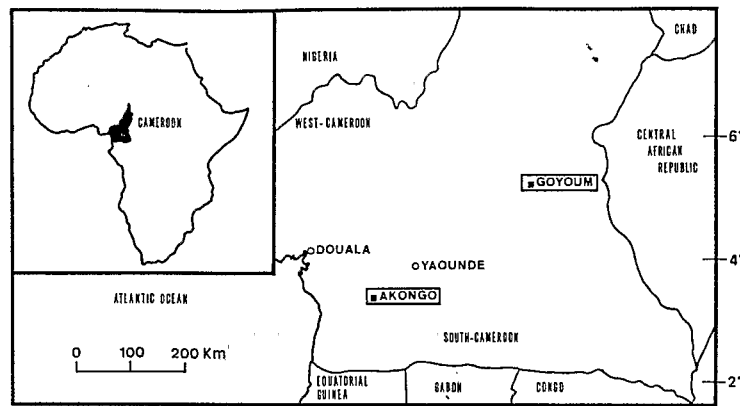 CAMEROON
NIGERIA
WEST-CAMEROON
CHAD
CENTRAL
AFRICAN
REPUBLIC
6°
GOYOUM
DOUALA
YAOUNDE
4°
AKONGO
ATLANTIC OCEAN
SOUTH-CAMEROON
0 100 200 Km
EQUATORIAL
GUINEA
GABON
CONGO
2°